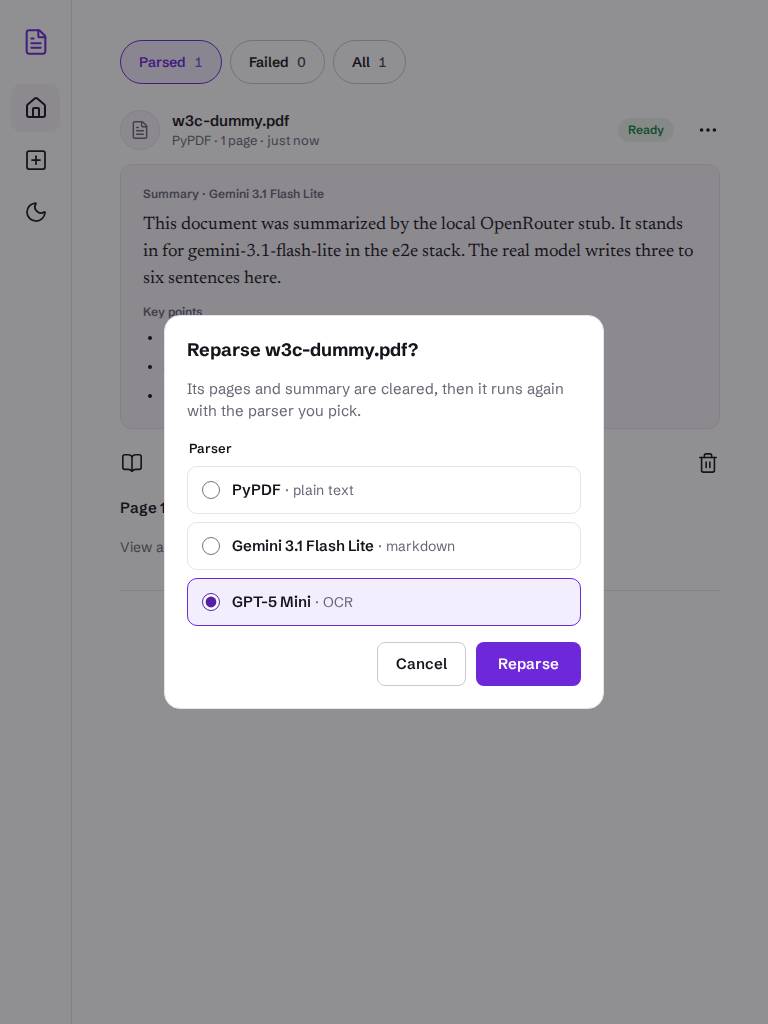 Parsed 1
Failed 0
All 1
w3c-dummy.pdf
PyPDF · 1 page · just now
Ready
Summary · Gemini 3.1 Flash Lite
This document was summarized by the local OpenRouter stub. It stands
in for gemini-3.1-flash-lite in the e2e stack. The real model writes three to
six sentences here.
Key points
Reparse w3c-dummy.pdf?
Its pages and summary are cleared, then it runs again
with the parser you pick.
Parser
PyPDF · plain text
Gemini 3.1 Flash Lite · markdown
GPT-5 Mini · OCR
Cancel
Reparse
Page 1
View a